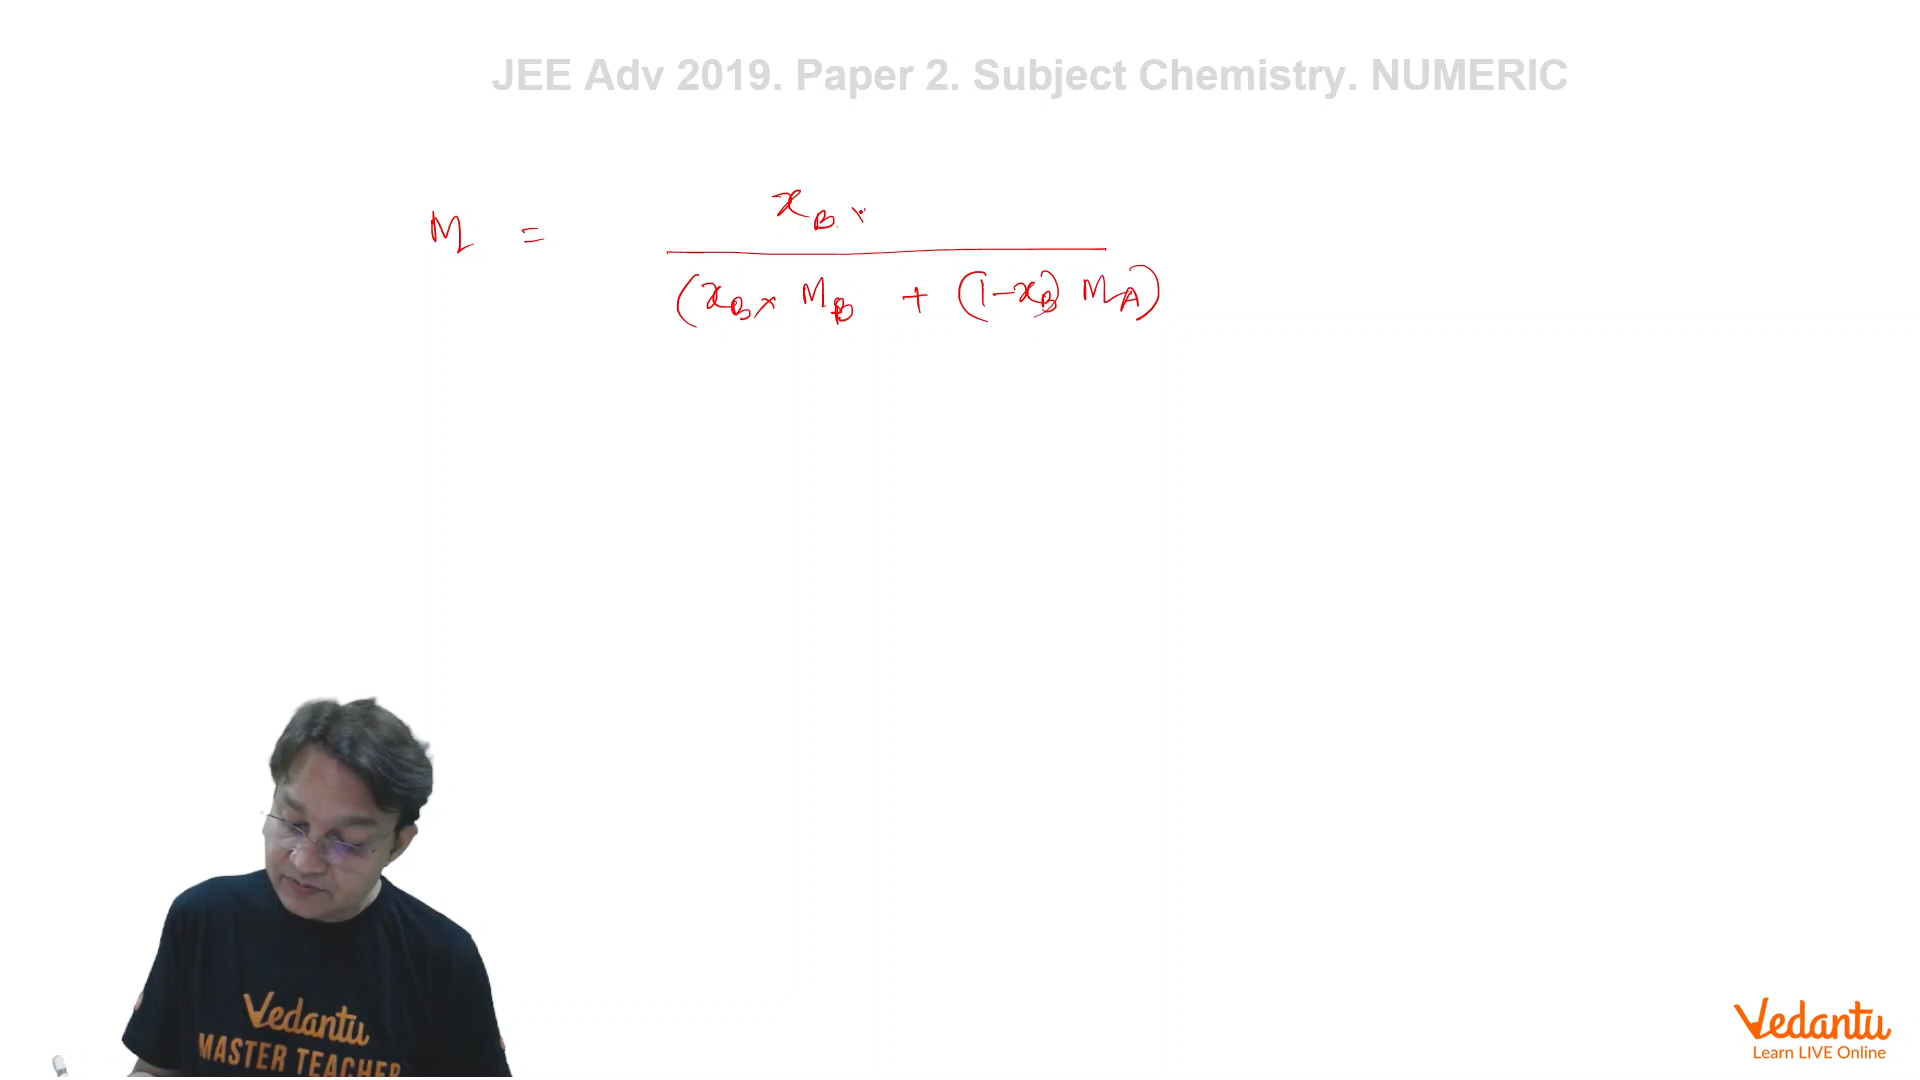 JEE Adv 2019. Paper 2. Subject Chemistry. NUMERIC
M = x_B ×
(x_B × M_B + (1-x_B) M_A)
Vedantu
MASTER TEACHER
Vedantu
Learn LIVE Online